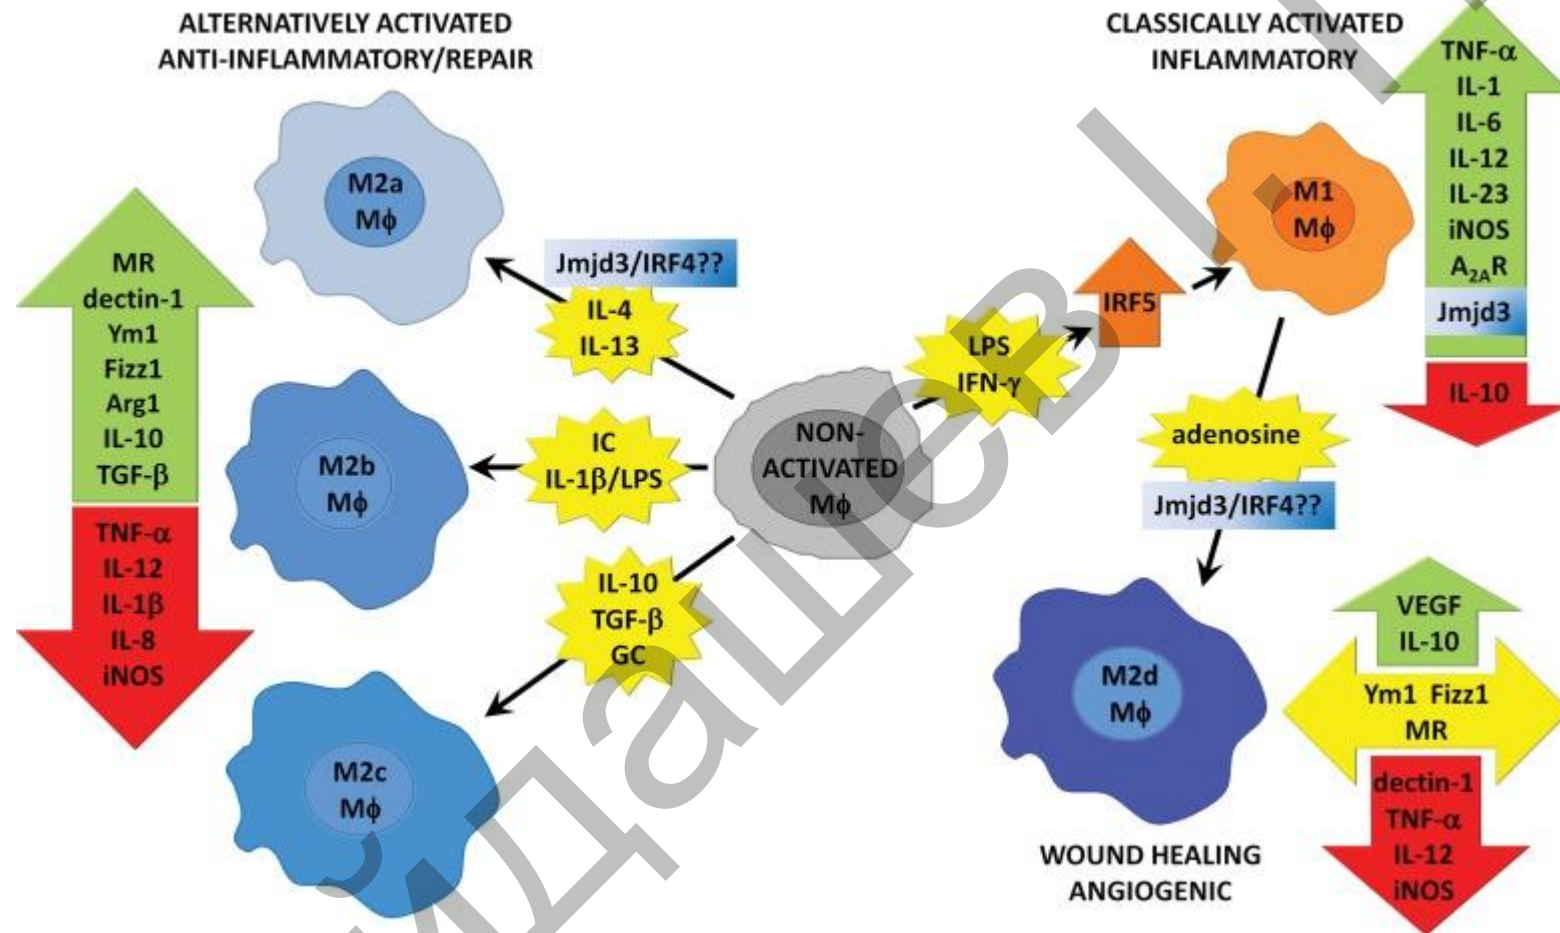 ALTERNATIVELY ACTIVATED
ANTI-INFLAMMATORY/REPAIR
CLASSICALLY ACTIVATED
INFLAMMATORY
M2a
Mϕ
MR
dectin-1
Ym1
Fizz1
Arg1
IL-10
TGF-β
TNF-α
IL-12
IL-1β
IL-8
iNOS
Jmjd3/IRF4??
IL-4
IL-13
M2b
Mϕ
IC
IL-1β/LPS
NON-
ACTIVATED
Mϕ
IL-10
TGF-β
GC
M2c
Mϕ
LPS
IFN-γ
IRF5
M1
Mϕ
TNF-α
IL-1
IL-6
IL-12
IL-23
iNOS
A2AR
Jmjd3
IL-10
adenosine
Jmjd3/IRF4??
M2d
Mϕ
VEGF
IL-10
Ym1 Fizz1
MR
dectin-1
TNF-α
IL-12
iNOS
WOUND HEALING
ANGIOGENIC